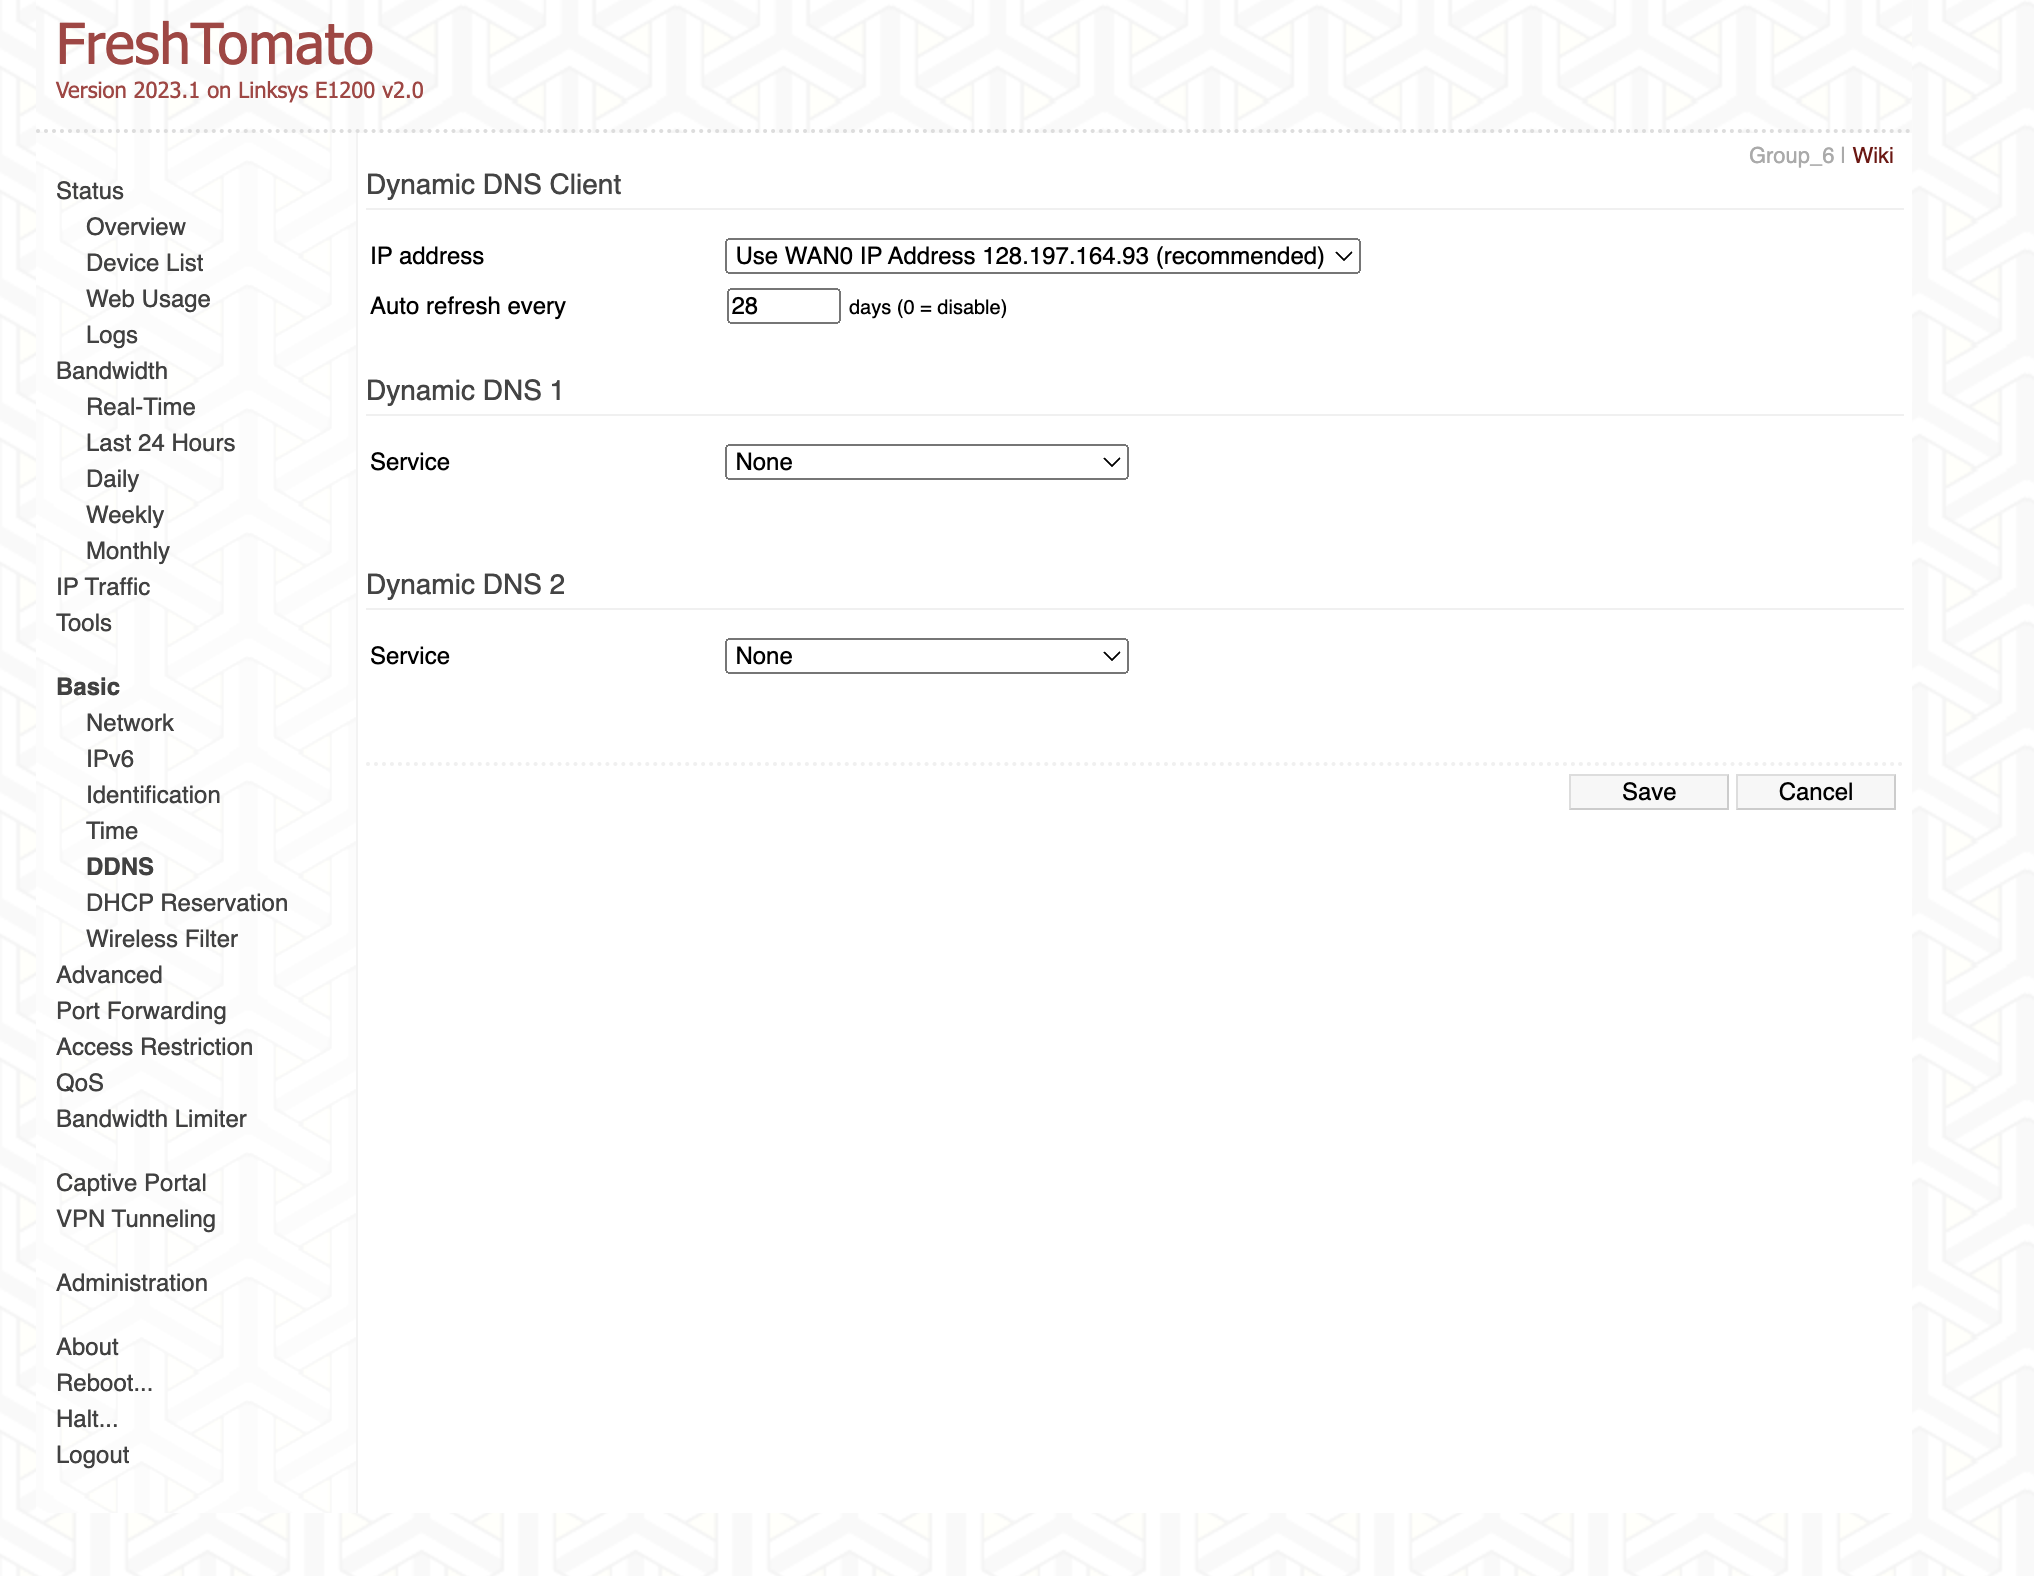 FreshTomato
Version 2023.1 on Linksys E1200 v2.0
Group_6 | Wiki
Status
Overview
Device List
Web Usage
Logs
Bandwidth
Real-Time
Last 24 Hours
Daily
Weekly
Monthly
IP Traffic
Tools
Basic
Network
IPv6
Identification
Time
DDNS
DHCP Reservation
Wireless Filter
Advanced
Port Forwarding
Access Restriction
QoS
Bandwidth Limiter
Captive Portal
VPN Tunneling
Administration
About
Reboot...
Halt...
Logout
Dynamic DNS Client
IP address Use WAN0 IP Address 128.197.164.93 (recommended)
Auto refresh every 28 days (0 = disable)
Dynamic DNS 1
Service None
Dynamic DNS 2
Service None
Save Cancel